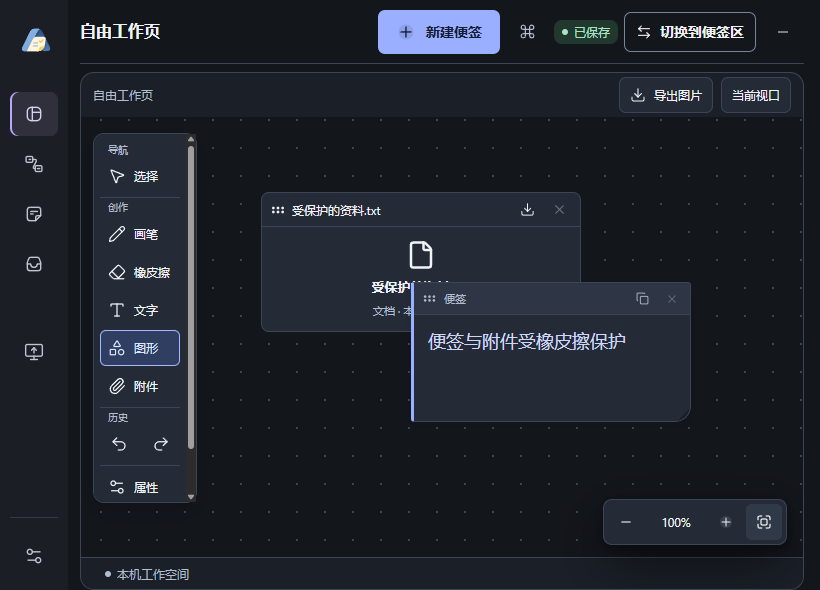 自由工作页
新建便签
已保存
切换到便签区
自由工作页
导出图片
当前视口
导航
选择
创作
画笔
橡皮擦
文字
图形
附件
历史
属性
受保护的资料.txt
受保护
文档 · 本
便签
便签与附件受橡皮擦保护
100%
本机工作空间